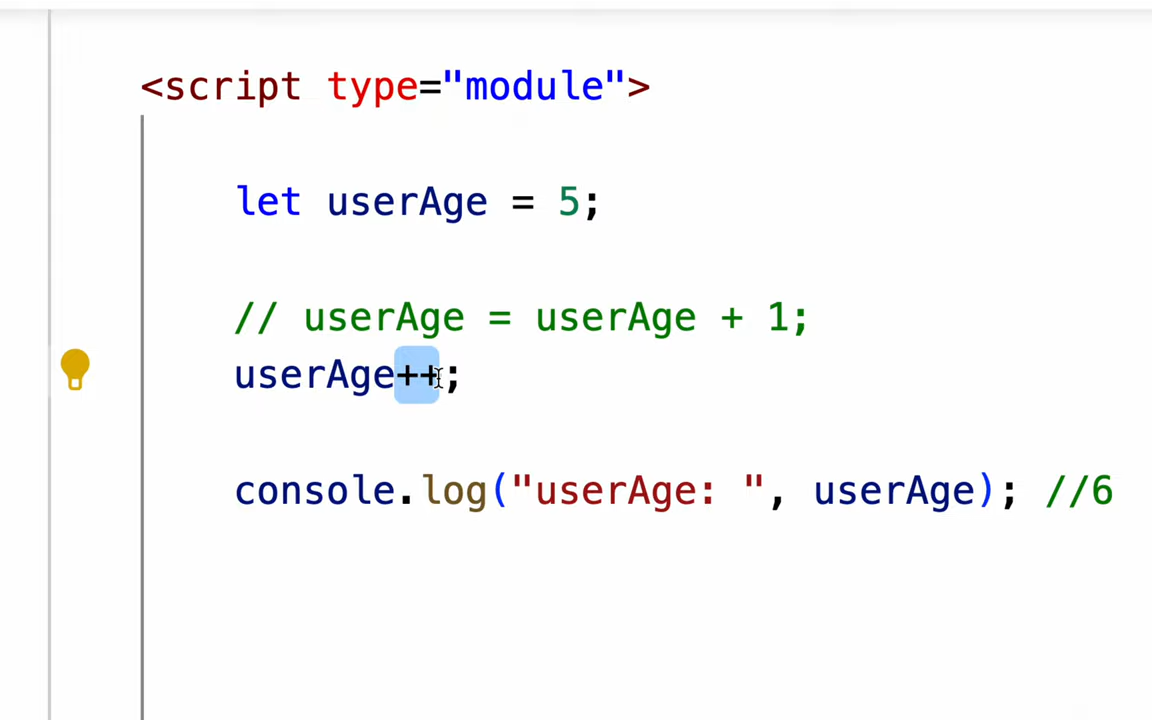 <script type="module">
let userAge = 5;
// userAge = userAge + 1;
userAge++;
console.log("userAge: ", userAge); //6